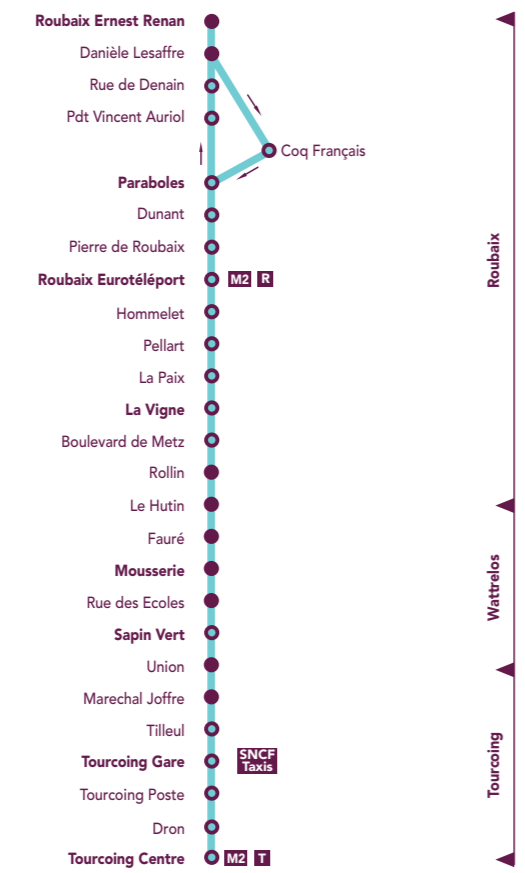 Roubaix Ernest Renan
Danièle Lesaffre
Rue de Denain
Pdt Vincent Auriol
Coq Français
Paraboles
Dunant
Pierre de Roubaix
Roubaix Eurotéléport M2 R
Hommelet
Pellart
La Paix
La Vigne
Boulevard de Metz
Rollin
Le Hutin
Fauré
Mousserie
Rue des Ecoles
Sapin Vert
Union
Marechal Joffre
Tilleul
Tourcoing Gare SNCF
Taxis
Tourcoing Poste
Dron
Tourcoing Centre M2 T
Roubaix
Wattrelos
Tourcoing